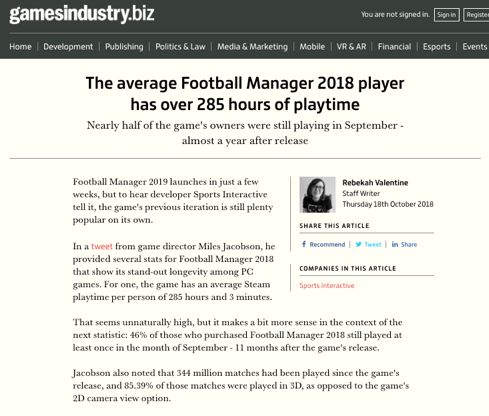 gamesindustry.biz
You are not signed in. Sign in Register
Home Development Publishing Politics & Law Media & Marketing Mobile VR & AR Financial Esports Events
The average Football Manager 2018 player
has over 285 hours of playtime
Nearly half of the game's owners were still playing in September -
almost a year after release
Football Manager 2019 launches in just a few
weeks, but to hear developer Sports Interactive
tell it, the game's previous iteration is still plenty
popular on its own.
In a tweet from game director Miles Jacobson, he
provided several stats for Football Manager 2018
that show its stand-out longevity among PC
games. For one, the game has an average Steam
playtime per person of 285 hours and 3 minutes.
Rebekah Valentine
Staff Writer
Thursday 18th October 2018
SHARE THIS ARTICLE
Recommend Tweet Share
COMPANIES IN THIS ARTICLE
Sports Interactive
That seems unnaturally high, but it makes a bit more sense in the context of the
next statistic: 46% of those who purchased Football Manager 2018 still played at
least once in the month of September - 11 months after the game's release.
Jacobson also noted that 344 million matches had been played since the game's
release, and 85.39% of those matches were played in 3D, as opposed to the game's
2D camera view option.